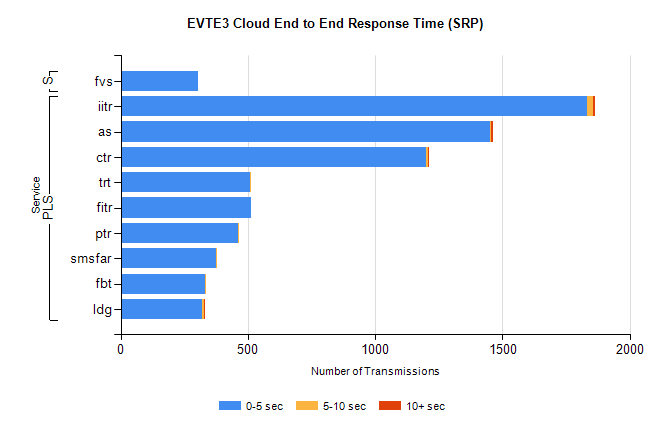 EVTE3 Cloud End to End Response Time (SRP)
S
fvs
iitr
as
ctr
trt
Service
PLS
fitr
ptr
smsfar
fbt
ldg
0 500 1000 1500 2000
Number of Transmissions
0-5 sec 5-10 sec 10+ sec